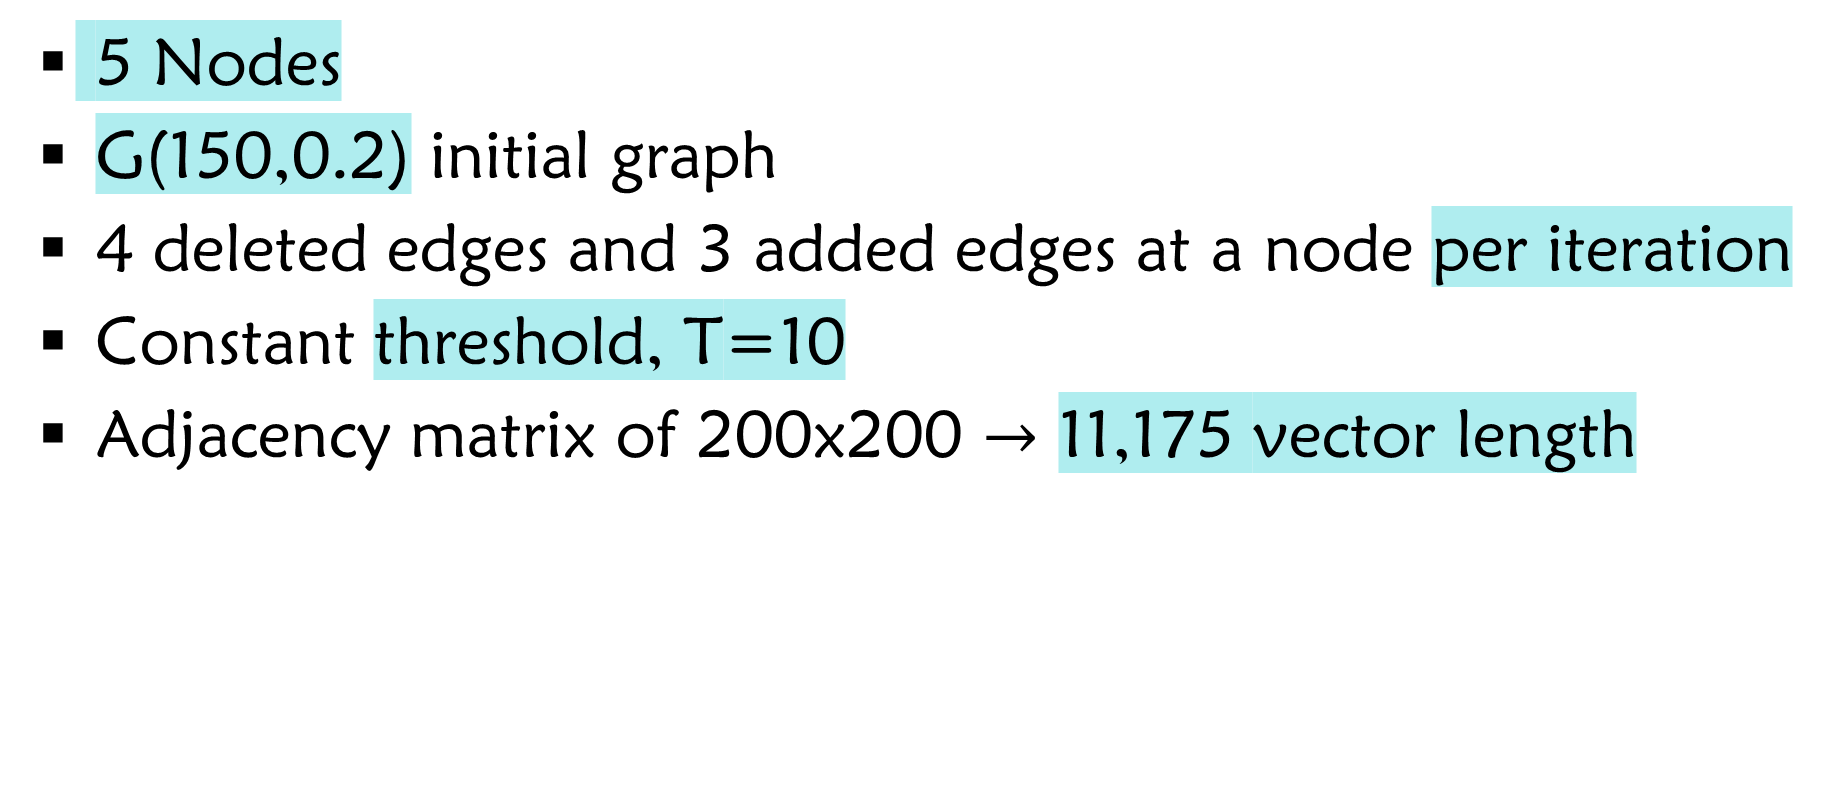 ▪ 5 Nodes
▪ G(150,0.2) initial graph
▪ 4 deleted edges and 3 added edges at a node per iteration
▪ Constant threshold, T=10
▪ Adjacency matrix of 200x200 → 11,175 vector length